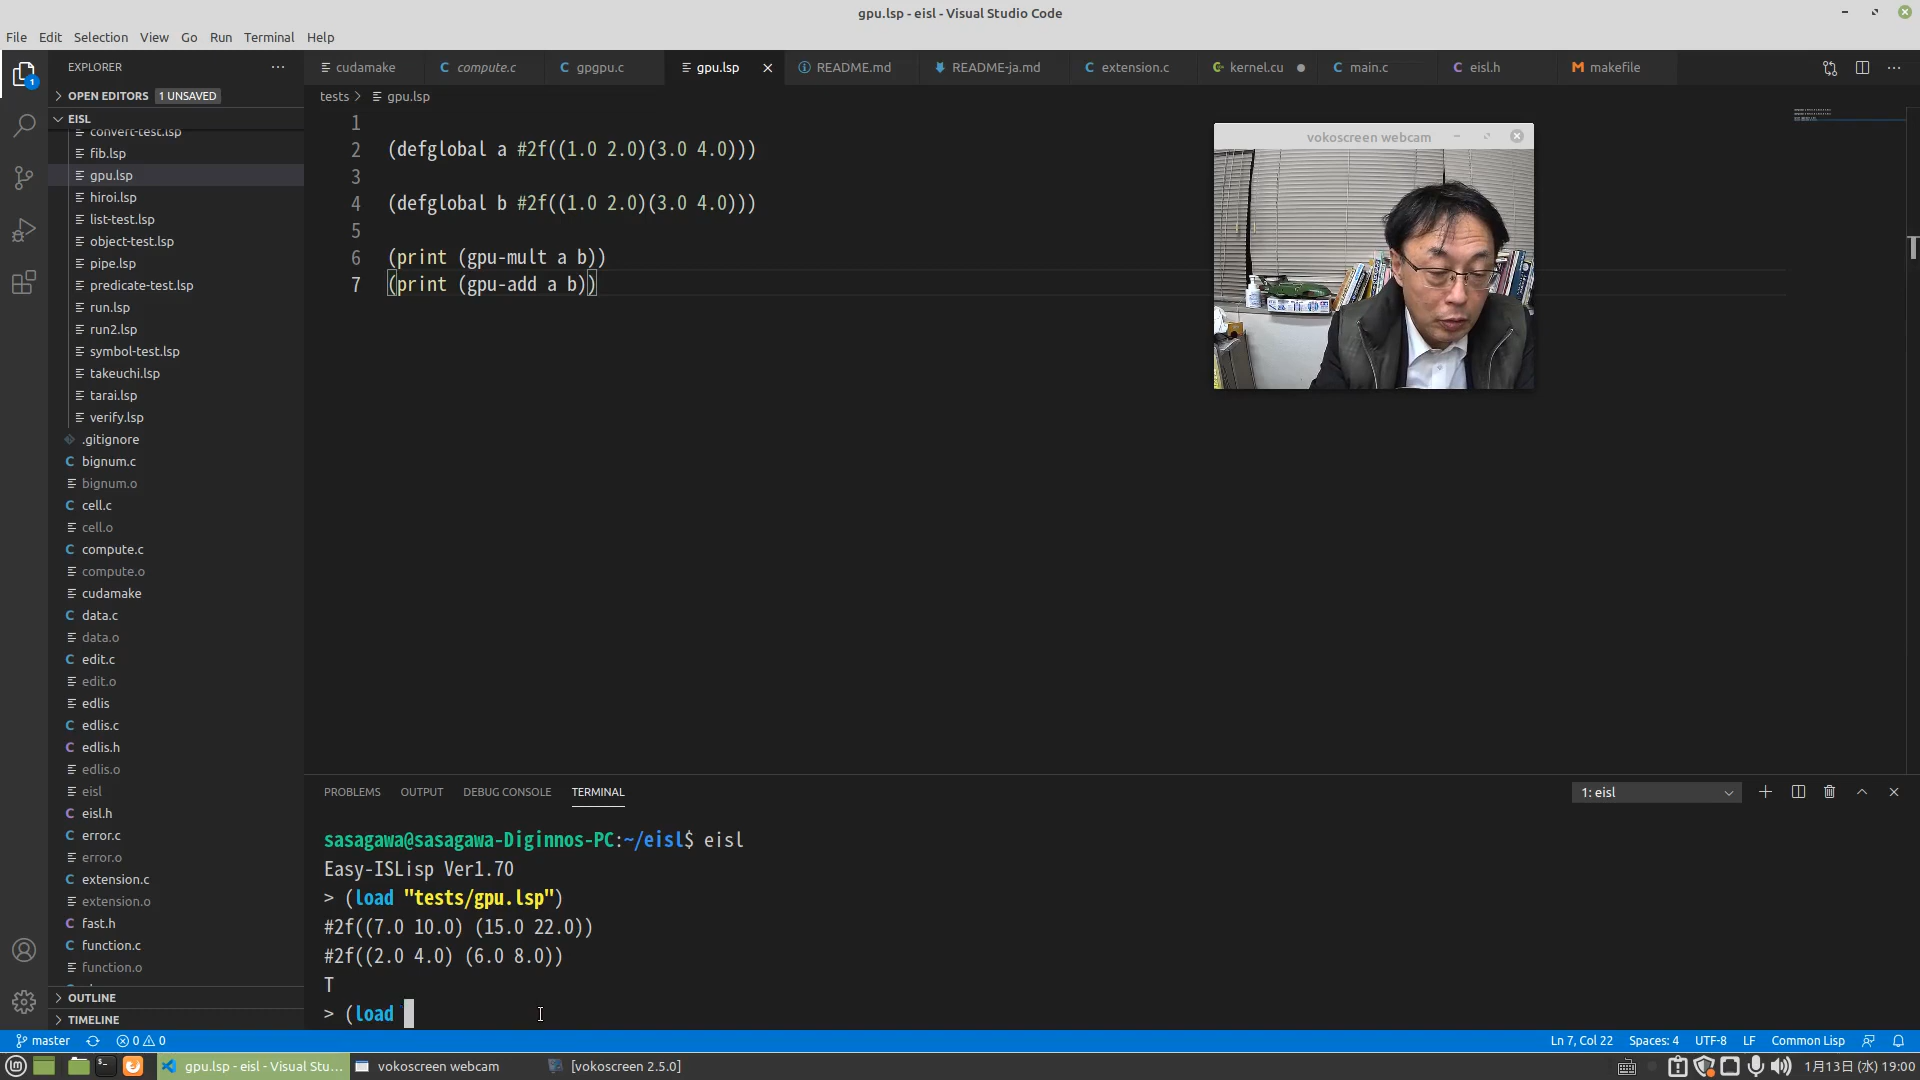 gpu.lsp - eisl - Visual Studio Code
File Edit Selection View Go Run Terminal Help
EXPLORER ···
cudamake compute.c gpgpu.c gpu.lsp README.md README-ja.md extension.c kernel.cu main.c eisl.h makefile
OPEN EDITORS 1 UNSAVED
tests > gpu.lsp
EISL
convert-test.lsp
fib.lsp
gpu.lsp
hiroi.lsp
list-test.lsp
object-test.lsp
pipe.lsp
predicate-test.lsp
run.lsp
run2.lsp
symbol-test.lsp
takeuchi.lsp
tarai.lsp
verify.lsp
.gitignore
bignum.c
bignum.o
cell.c
cell.o
compute.c
compute.o
cudamake
data.c
data.o
edit.c
edit.o
edlis
edlis.c
edlis.h
edlis.o
eisl
eisl.h
error.c
error.o
extension.c
extension.o
fast.h
function.c
function.o
OUTLINE
TIMELINE
1
2 (defglobal a #2f((1.0 2.0)(3.0 4.0)))
3
4 (defglobal b #2f((1.0 2.0)(3.0 4.0)))
5
6 (print (gpu-mult a b))
7 (print (gpu-add a b))
vokoscreen webcam
PROBLEMS OUTPUT DEBUG CONSOLE TERMINAL 1: eisl
sasagawa@sasagawa-Diginnos-PC:~/eisl$ eisl
Easy-ISLisp Ver1.70
> (load "tests/gpu.lsp")
#2f((7.0 10.0) (15.0 22.0))
#2f((2.0 4.0) (6.0 8.0))
T
> (load
master 0 0 Ln 7, Col 22 Spaces: 4 UTF-8 LF Common Lisp
gpu.lsp - eisl - Visual Stu... vokoscreen webcam [vokoscreen 2.5.0] 1月13日 (水) 19:00